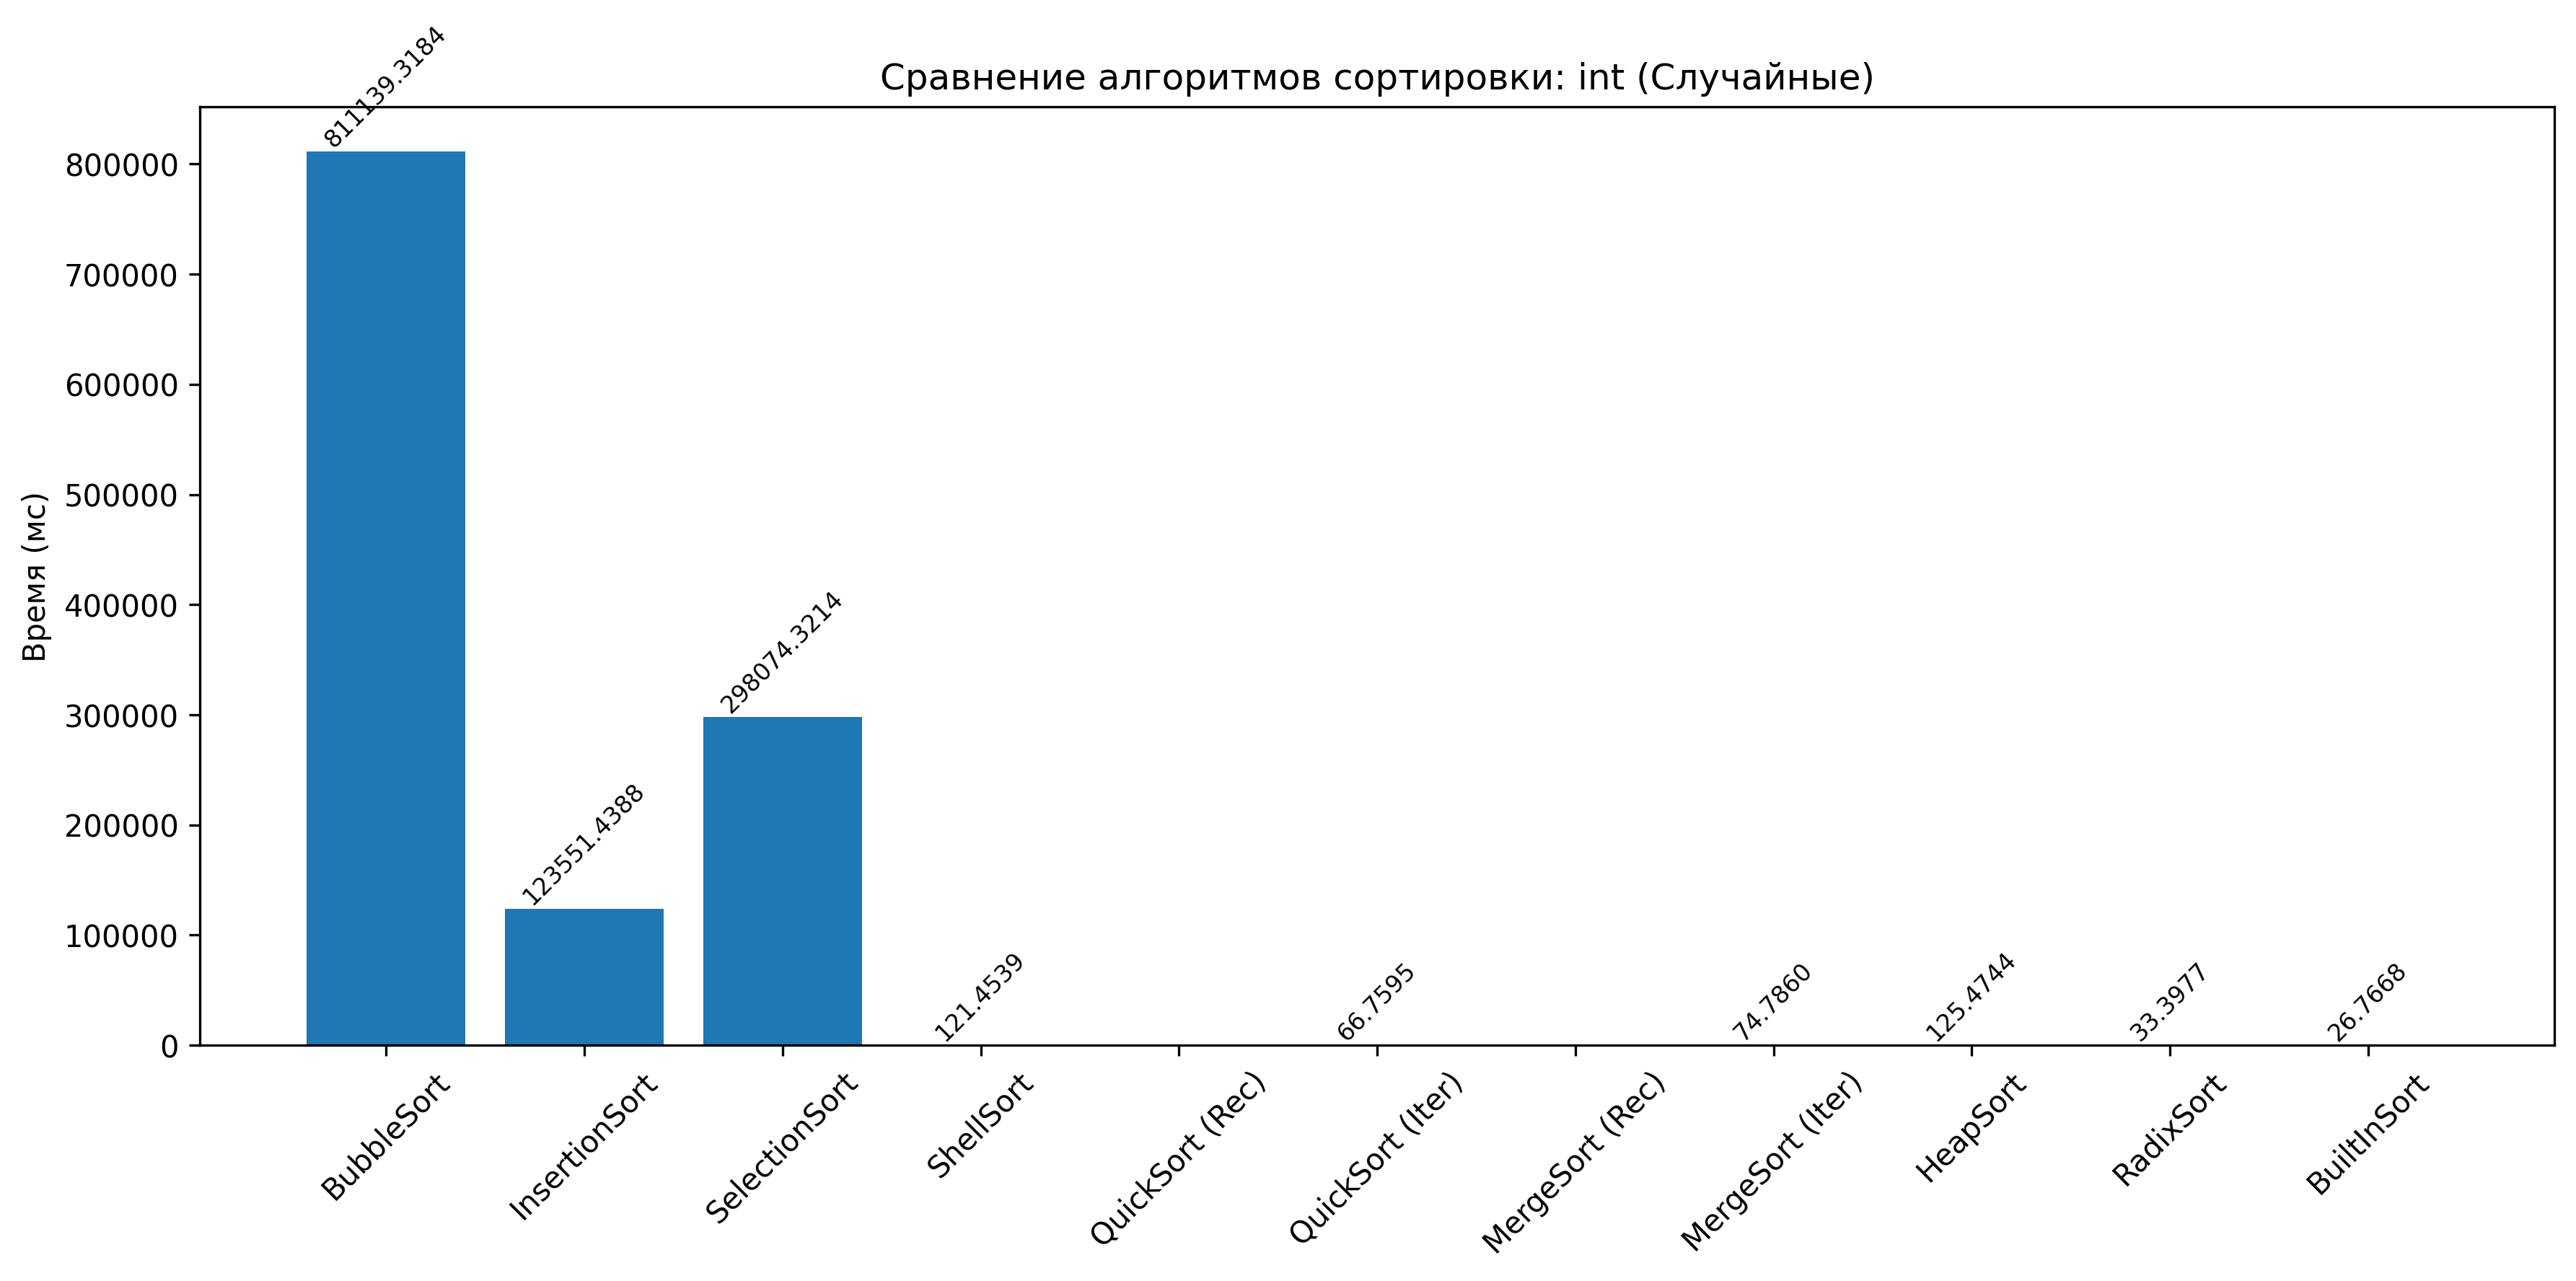 Сравнение алгоритмов сортировки: int (Случайные)
Время (мс)
800000
700000
600000
500000
400000
300000
200000
100000
0
811139.3184
123551.4388
298074.3214
121.4539
66.7595
74.7860
125.4744
33.3977
26.7668
BubbleSort
InsertionSort
SelectionSort
ShellSort
QuickSort (Rec)
QuickSort (Iter)
MergeSort (Rec)
MergeSort (Iter)
HeapSort
RadixSort
BuiltInSort